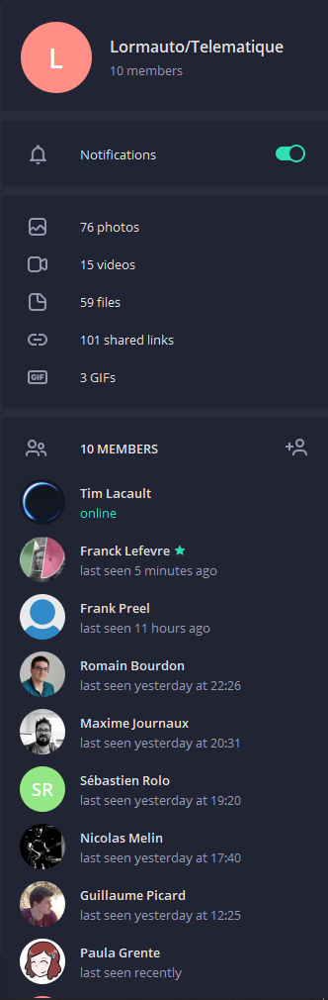 L
Lormauto/Telematique
10 members
Notifications
76 photos
15 videos
59 files
101 shared links
GIF
3 GIFs
10 MEMBERS
Tim Lacault
online
Franck Lefevre
last seen 5 minutes ago
Frank Preel
last seen 11 hours ago
Romain Bourdon
last seen yesterday at 22:26
Maxime Journaux
last seen yesterday at 20:31
SR
Sébastien Rolo
last seen yesterday at 19:20
Nicolas Melin
last seen yesterday at 17:40
Guillaume Picard
last seen yesterday at 12:25
Paula Grente
last seen recently